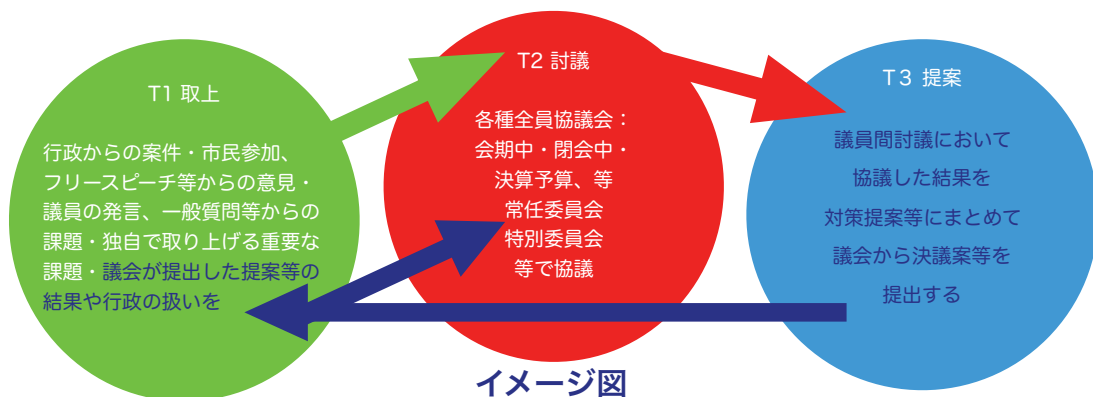 T1 取上
行政からの案件・市民参加、
フリースピーチ等からの意見・
議員の発言、一般質問等からの
課題・独自で取り上げる重要な
課題・議会が提出した提案等の
結果や行政の扱いを
T2 討議
各種全員協議会：
会期中・閉会中・
決算予算、等
常任委員会
特別委員会
等で協議
T3 提案
議員間討議において
協議した結果を
対策提案等にまとめて
議会から決議案等を
提出する
イメージ図